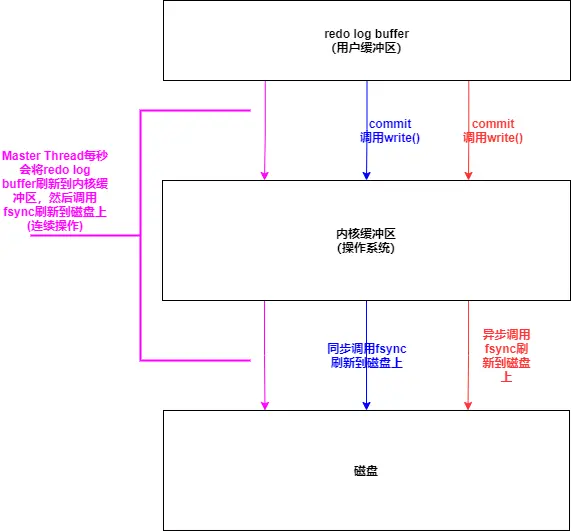 redo log buffer
(用户缓冲区)
commit
调用write()
commit
调用write()
Master Thread每秒
会将redo log
buffer刷新到内核缓
冲区，然后调用
fsync刷新到磁盘上
(连续操作)
内核缓冲区
(操作系统)
同步调用fsync
刷新到磁盘上
异步调用
fsync刷
新到磁盘
上
磁盘